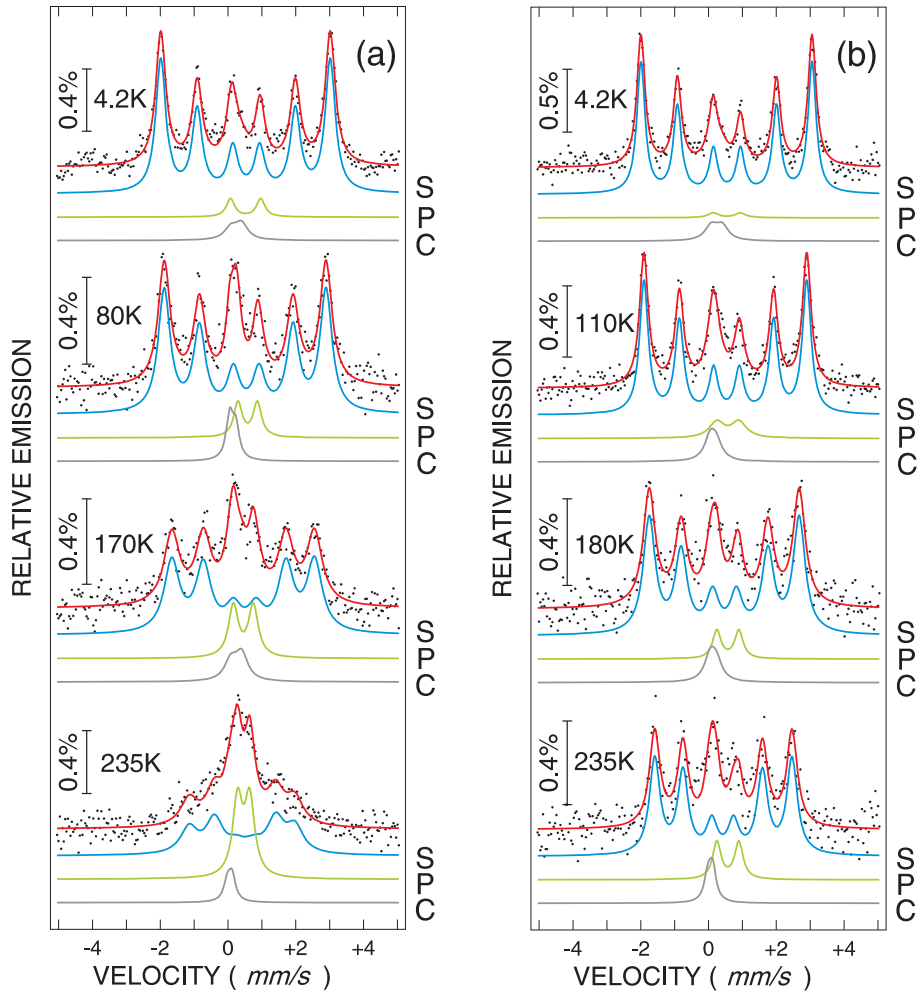 (a)
0.4%
4.2K
S
P
C
0.4%
80K
S
P
C
0.4%
170K
S
P
C
0.4%
235K
S
P
C
RELATIVE EMISSION
-4 -2 0 +2 +4
VELOCITY ( mm/s )
(b)
0.5%
4.2K
S
P
C
0.4%
110K
S
P
C
0.4%
180K
S
P
C
0.4%
235K
S
P
C
RELATIVE EMISSION
-4 -2 0 +2 +4
VELOCITY ( mm/s )